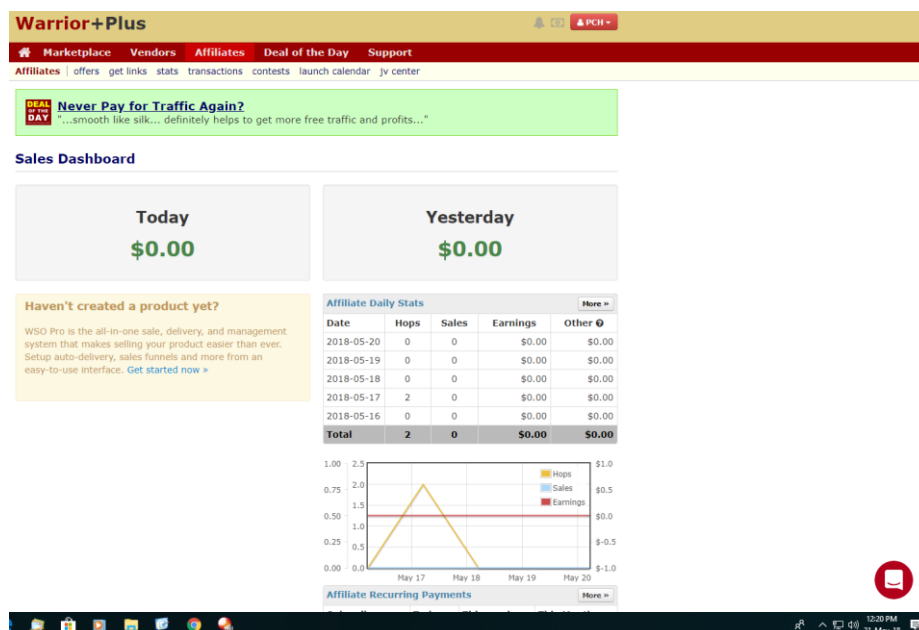 Warrior+Plus
PCH
Marketplace Vendors Affiliates Deal of the Day Support
Affiliates offers get links stats transactions contests launch calendar jv center
DEAL OF THE DAY
Never Pay for Traffic Again?
"...smooth like silk... definitely helps to get more free traffic and profits..."
Sales Dashboard
Today
$0.00
Yesterday
$0.00
Haven't created a product yet?
WSO Pro is the all-in-one sale, delivery, and management
system that makes selling your product easier than ever.
Setup auto-delivery, sales funnels and more from an
easy-to-use interface. Get started now »
Affiliate Daily Stats More »
Date Hops Sales Earnings Other ?
2018-05-20 0 0 $0.00 $0.00
2018-05-19 0 0 $0.00 $0.00
2018-05-18 0 0 $0.00 $0.00
2018-05-17 2 0 $0.00 $0.00
2018-05-16 0 0 $0.00 $0.00
Total 2 0 $0.00 $0.00
1.00 2.5 $1.0
Hops
0.75 2.0 Sales $0.5
1.5 Earnings
0.50 $0.0
1.0
0.25 0.5 $-0.5
0.00 0.0 $-1.0
May 17 May 18 May 19 May 20
Affiliate Recurring Payments More »
12:20 PM